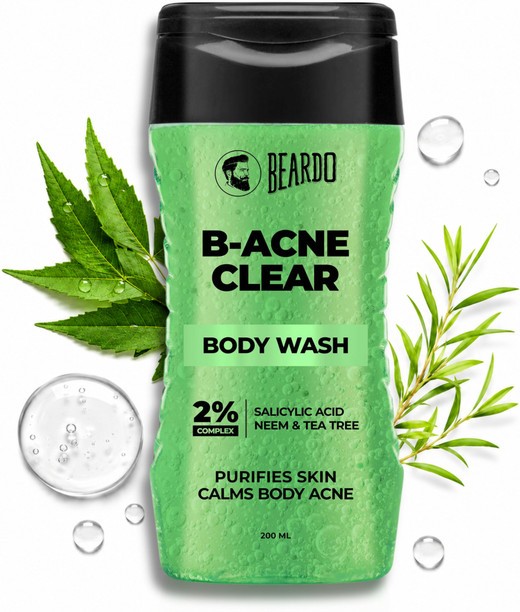 BEARDO
B-ACNE
CLEAR
BODY WASH
2%
COMPLEX
SALICYLIC ACID
NEEM & TEA TREE
PURIFIES SKIN
CALMS BODY ACNE
200 ML